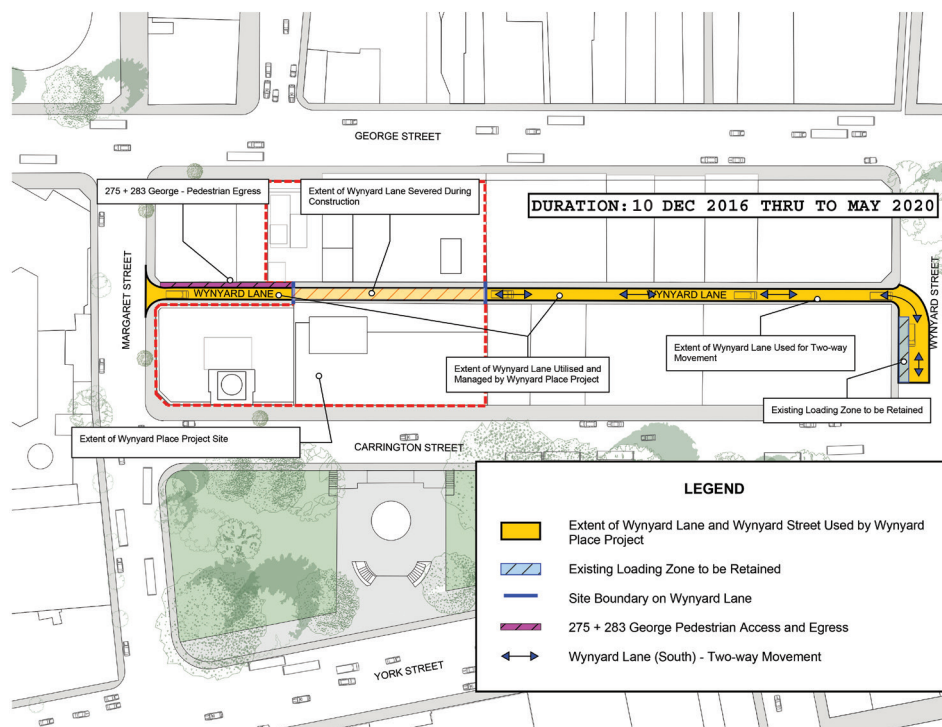 GEORGE STREET
275 + 283 George - Pedestrian Egress
Extent of Wynyard Lane Severed During
Construction
DURATION: 10 DEC 2016 THRU TO MAY 2020
MARGARET STREET
WYNYARD LANE
WYNYARD LANE
WYNYARD STREET
Extent of Wynyard Lane Used for Two-way
Movement
Extent of Wynyard Lane Utilised and
Managed by Wynyard Place Project
Existing Loading Zone to be Retained
Extent of Wynyard Place Project Site
CARRINGTON STREET
LEGEND
Extent of Wynyard Lane and Wynyard Street Used by Wynyard
Place Project
Existing Loading Zone to be Retained
Site Boundary on Wynyard Lane
275 + 283 George Pedestrian Access and Egress
Wynyard Lane (South) - Two-way Movement
YORK STREET